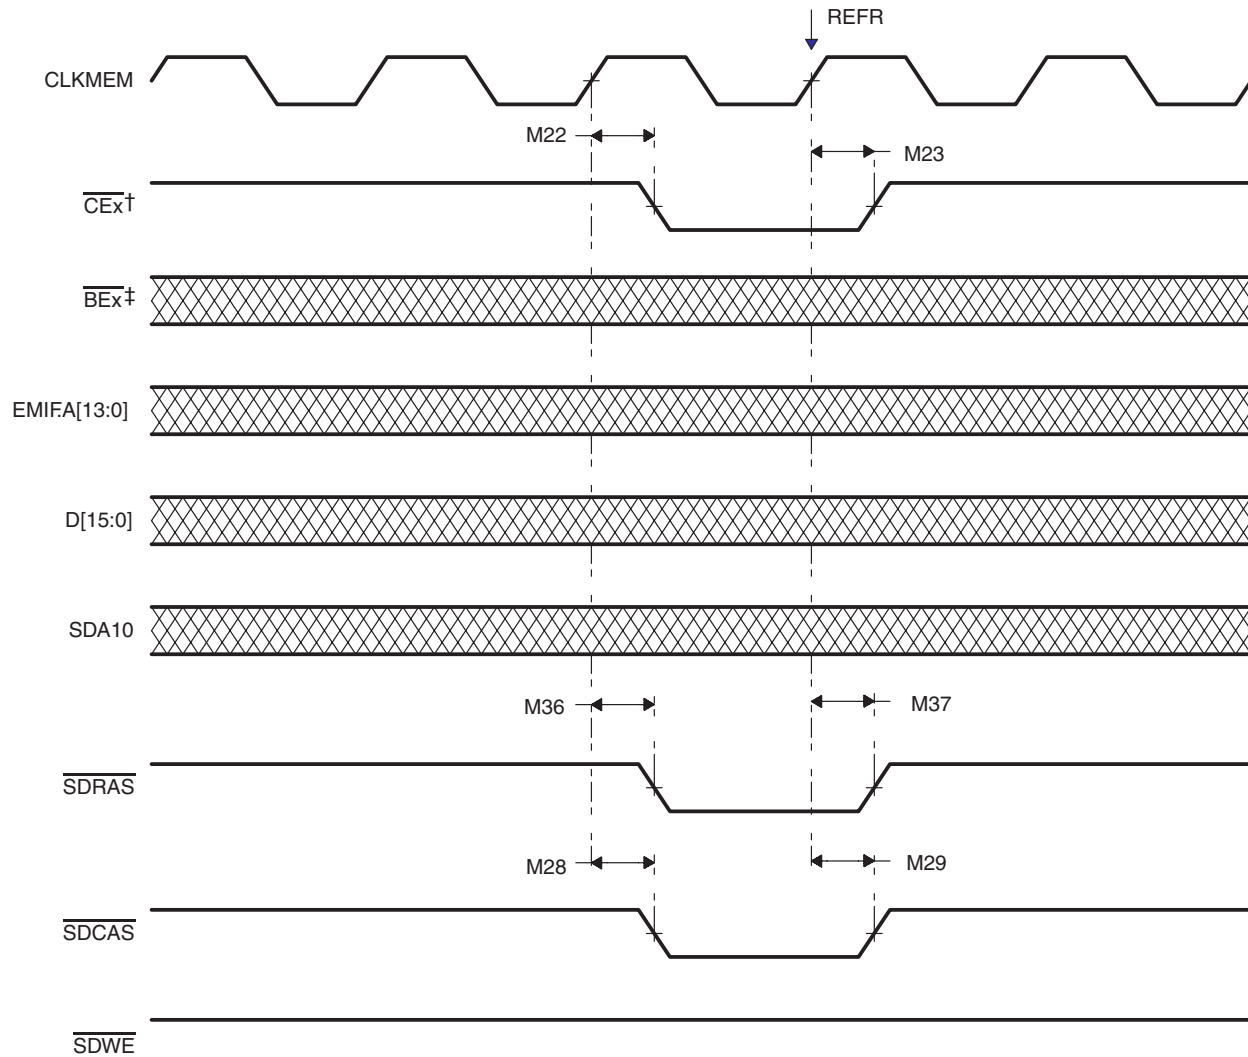 REFR
CLKMEM
M22
M23
CEx†
BEx‡
EMIF.A[13:0]
D[15:0]
SDA10
M36
M37
SDRAS
M28
M29
SDCAS
SDWE